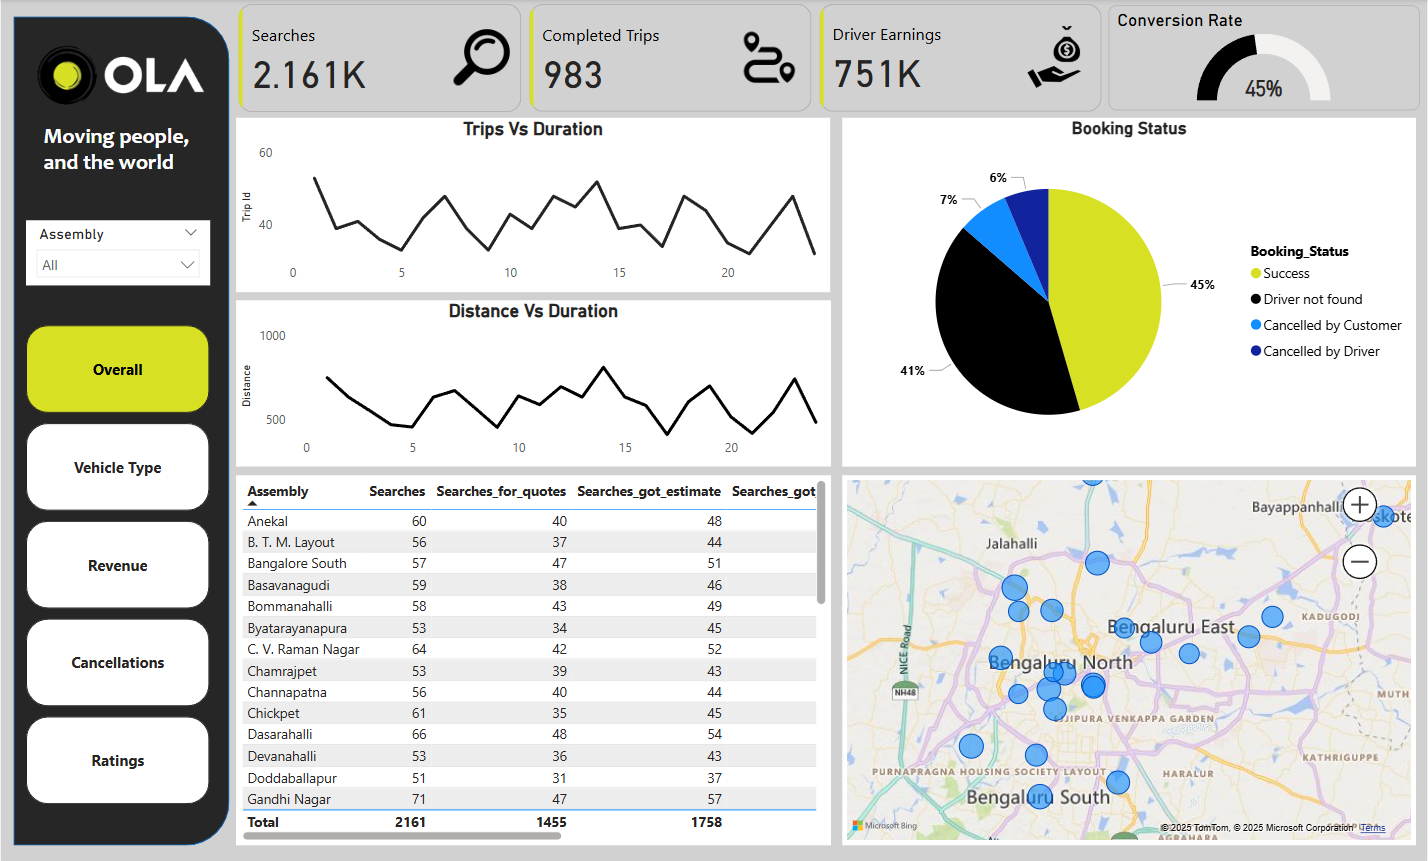 OLA
Moving people,
and the world
Assembly
All
Overall
Vehicle Type
Revenue
Cancellations
Ratings
Searches
2.161K
Completed Trips
983
Driver Earnings
751K
Conversion Rate
45%
Trips Vs Duration
Trip Id
60
40
0 5 10 15 20
Distance Vs Duration
Distance
1000
500
0 5 10 15 20
Booking Status
6%
7%
41%
45%
Booking_Status
Success
Driver not found
Cancelled by Customer
Cancelled by Driver
Assembly Searches Searches_for_quotes Searches_got_estimate Searches_got
Anekal 60 40 48
B. T. M. Layout 56 37 44
Bangalore South 57 47 51
Basavanagudi 59 38 46
Bommanahalli 58 43 49
Byatarayanapura 53 34 45
C. V. Raman Nagar 64 42 52
Chamrajpet 53 39 43
Channapatna 56 40 44
Chickpet 61 35 45
Dasarahalli 66 48 54
Devanahalli 53 36 43
Doddaballapur 51 31 37
Gandhi Nagar 71 47 57
Total 2161 1455 1758
Bayappanhalli
skote
Jalahalli
KADUGODI
Bengaluru East
NICE Road
Bengaluru North
NH48
MUTH
EJIPURA VENKAPPA GARDEN
KATHRIGUPPE
PURNAPRAGNA HOUSING SOCIETY LAYOUT
HARALUR
Bengaluru South
Microsoft Bing
© 2025 TomTom, © 2025 Microsoft Corporation Terms
AGRAHARA